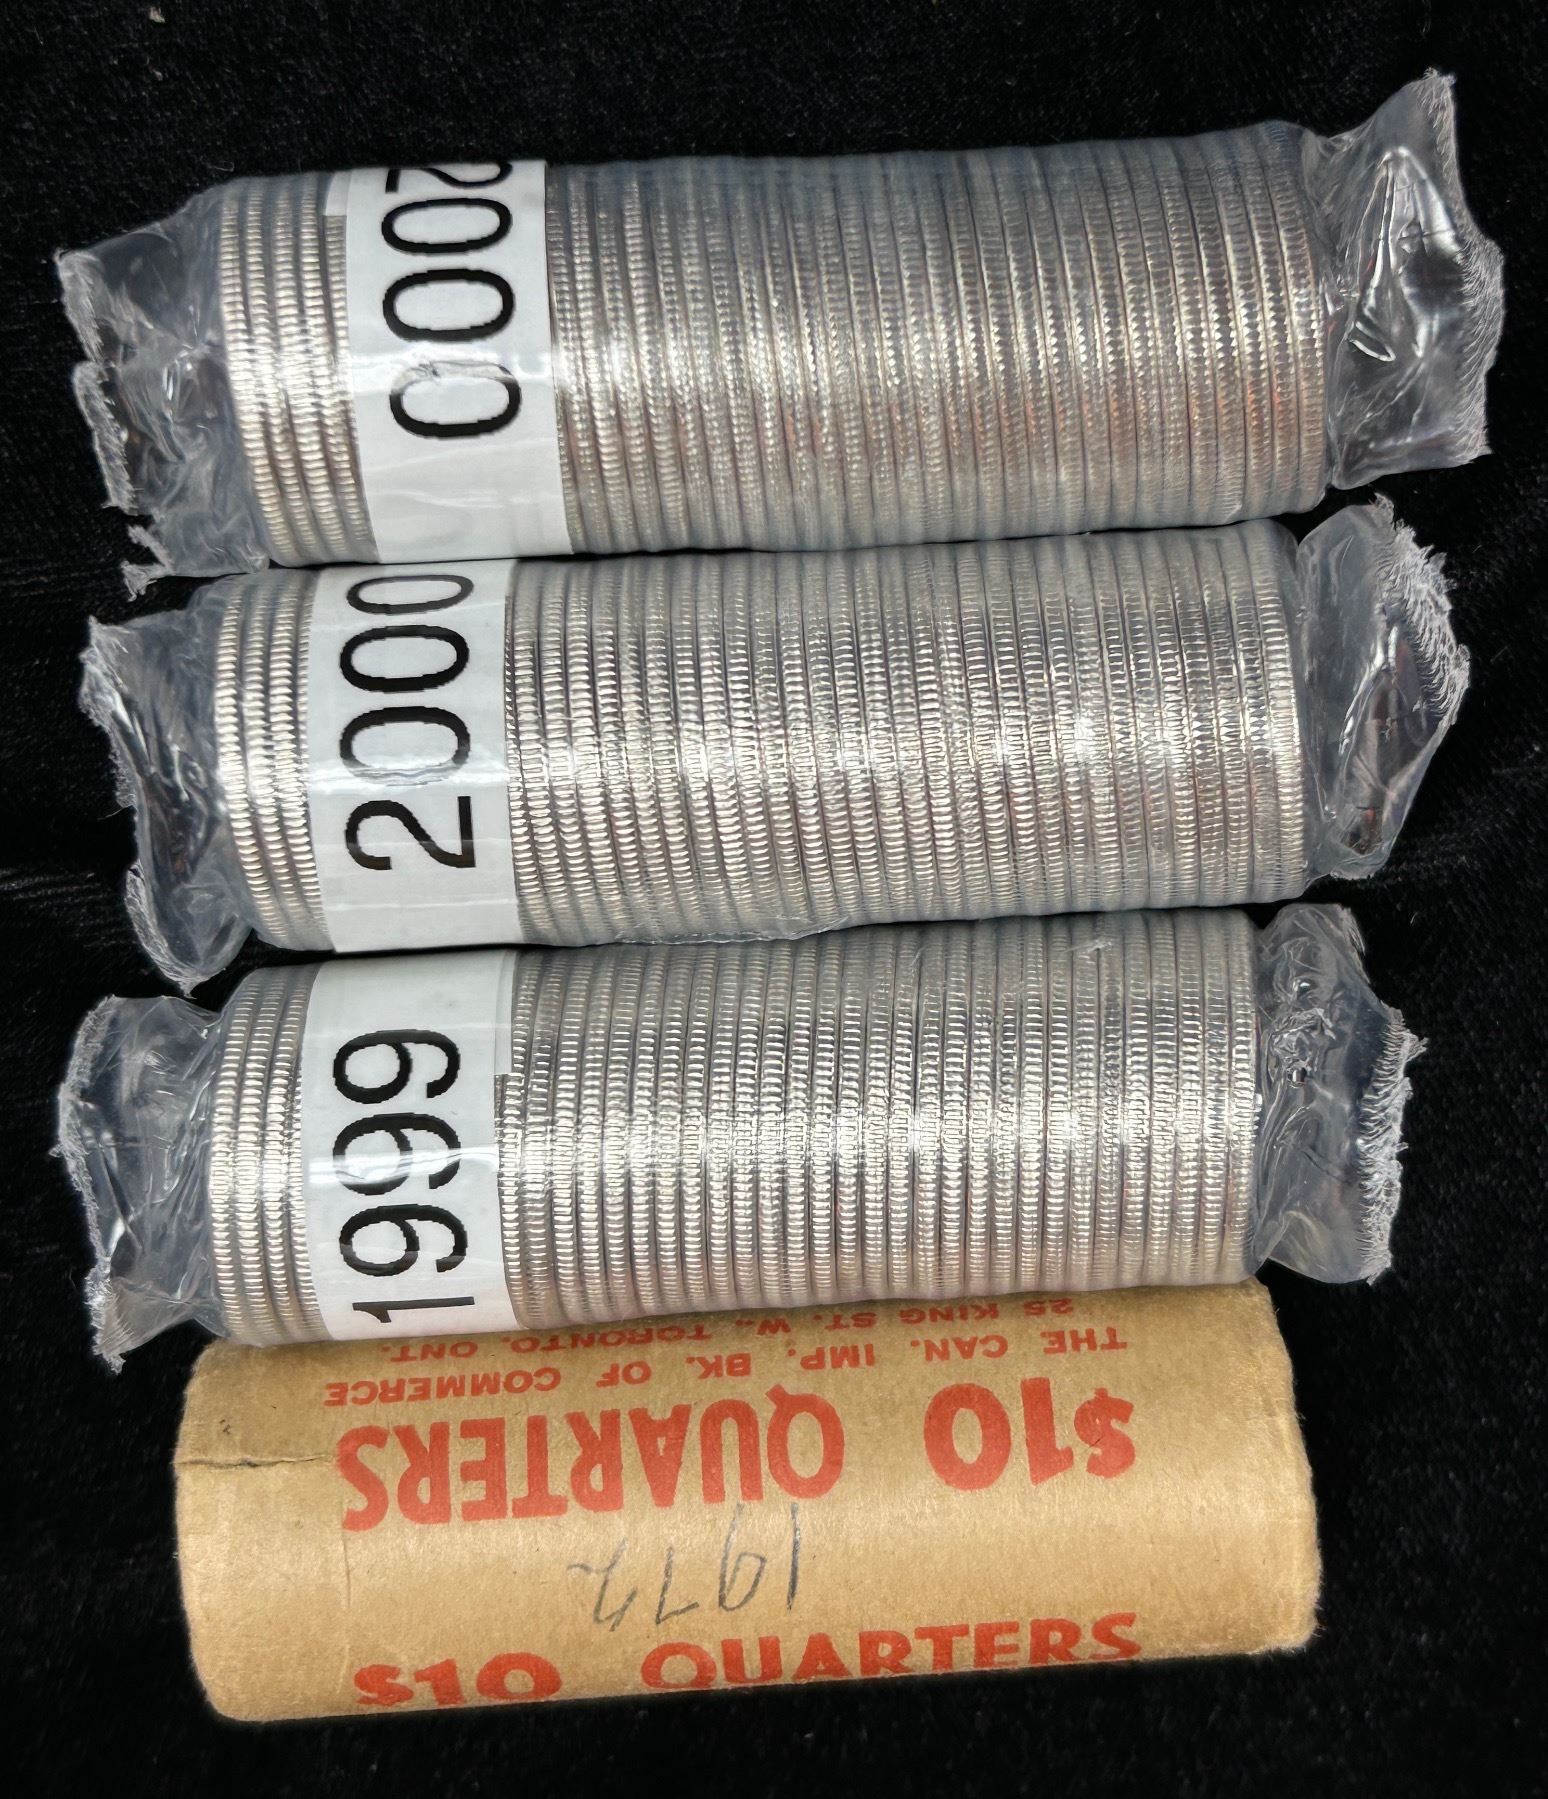 2000
2000
1999
25 KING ST. W., TORONTO, ONT.
THE CAN. IMP. BK. OF COMMERCE
$10 QUARTERS
1972
$10 QUARTERS